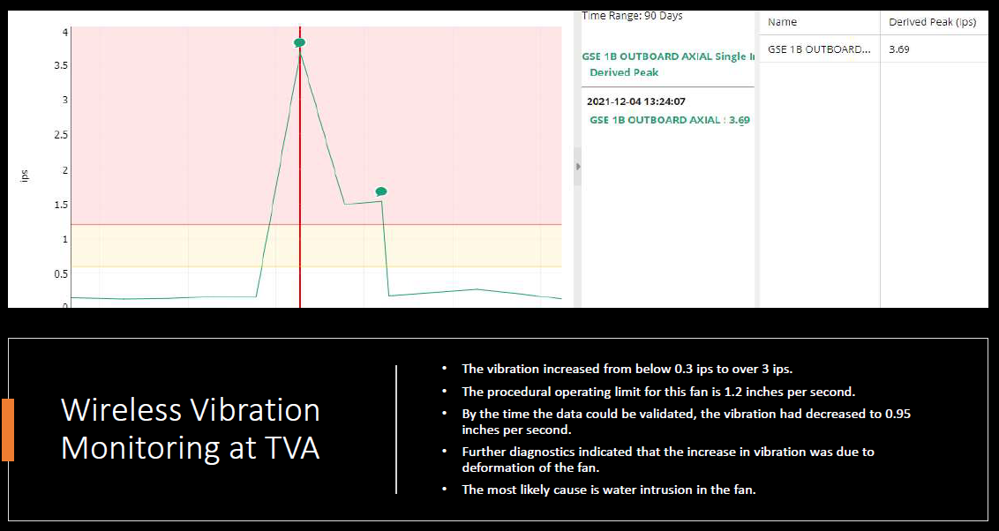 4
3.5
3
2.5
2
1.5
1
0.5
0
ips
Time Range: 90 Days
GSE 1B OUTBOARD AXIAL Single I
Derived Peak
2021-12-04 13:24:07
GSE 1B OUTBOARD AXIAL : 3.69
Name Derived Peak (ips)
GSE 1B OUTBOARD... 3.69
Wireless Vibration
Monitoring at TVA
• The vibration increased from below 0.3 ips to over 3 ips.
• The procedural operating limit for this fan is 1.2 inches per second.
• By the time the data could be validated, the vibration had decreased to 0.95
inches per second.
• Further diagnostics indicated that the increase in vibration was due to
deformation of the fan.
• The most likely cause is water intrusion in the fan.